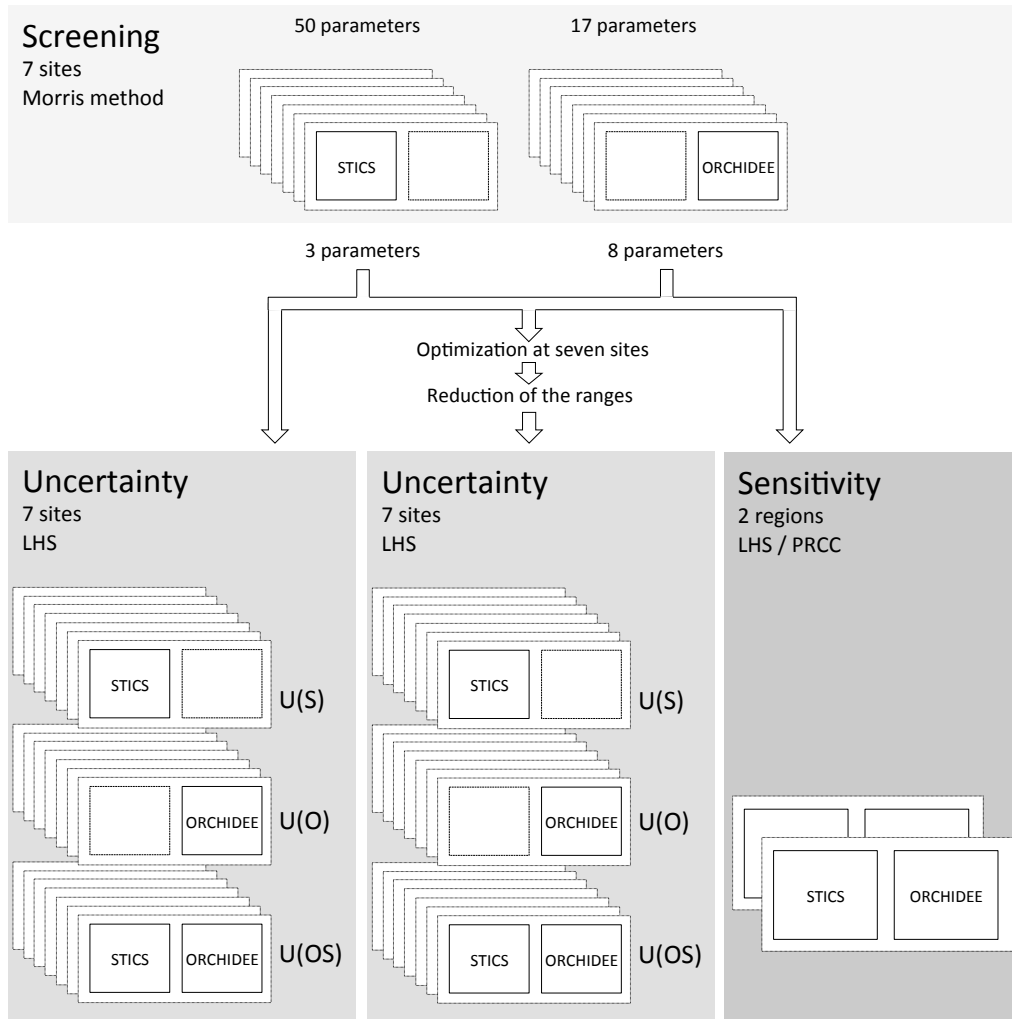 Screening
7 sites
Morris method
50 parameters
17 parameters
STICS
ORCHIDEE
3 parameters
8 parameters
Optimization at seven sites
Reduction of the ranges
Uncertainty
7 sites
LHS
STICS
U(S)
ORCHIDEE
U(O)
STICS
ORCHIDEE
U(OS)
Uncertainty
7 sites
LHS
STICS
U(S)
ORCHIDEE
U(O)
STICS
ORCHIDEE
U(OS)
Sensitivity
2 regions
LHS / PRCC
STICS
ORCHIDEE